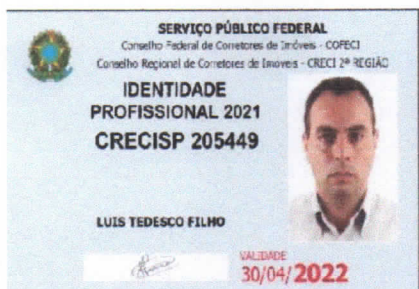 SERVIÇO PÚBLICO FEDERAL
Conselho Federal de Corretores de Imóveis - COFECI
Conselho Regional de Corretores de Imóveis - CRECI 2ª REGIÃO
IDENTIDADE
PROFISSIONAL 2021
CRECISP 205449
LUIS TEDESCO FILHO
VALIDADE
30/04/2022